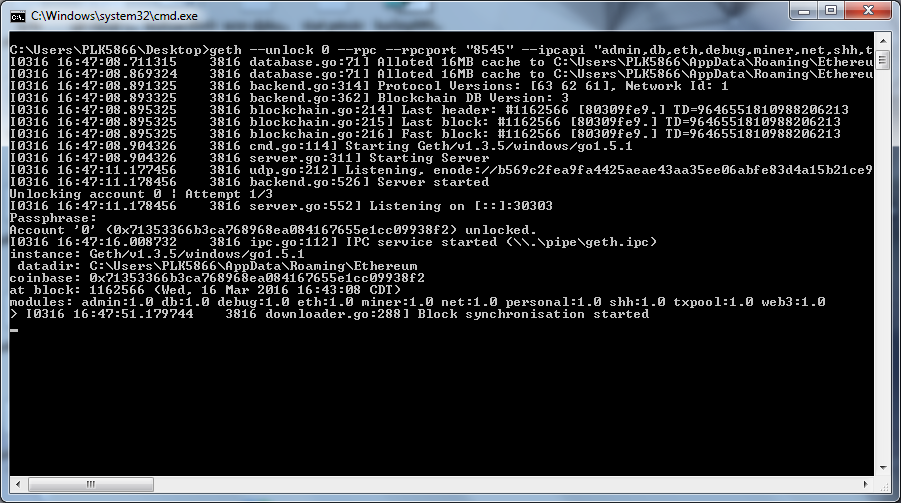 C:\Windows\system32\cmd.exe
C:\Users\PLK5866\Desktop>geth --unlock 0 --rpc --rpcport "8545" --ipcapi "admin,db,eth,debug,miner,net,shh,t
I0316 16:47:08.711315    3816 database.go:71] Alloted 16MB cache to C:\Users\PLK5866\AppData\Roaming\Ethereu
I0316 16:47:08.869324    3816 database.go:71] Alloted 16MB cache to C:\Users\PLK5866\AppData\Roaming\Ethereu
I0316 16:47:08.891325    3816 backend.go:314] Protocol Versions: [63 62 61], Network Id: 1
I0316 16:47:08.893325    3816 backend.go:362] Blockchain DB Version: 3
I0316 16:47:08.895325    3816 blockchain.go:214] Last header: #1162566 [80309fe9.] TD=9646551810988206213
I0316 16:47:08.895325    3816 blockchain.go:215] Last block: #1162566 [80309fe9.] TD=9646551810988206213
I0316 16:47:08.895325    3816 blockchain.go:216] Fast block: #1162566 [80309fe9.] TD=9646551810988206213
I0316 16:47:08.904326    3816 cmd.go:114] Starting Geth/v1.3.5/windows/go1.5.1
I0316 16:47:08.904326    3816 server.go:311] Starting Server
I0316 16:47:11.177456    3816 udp.go:212] Listening, enode://b569c2fea9fa4425aeae43aa35ee06abfe83d4a15b21ce9
I0316 16:47:11.178456    3816 backend.go:526] Server started
Unlocking account 0 | Attempt 1/3
I0316 16:47:11.178456    3816 server.go:552] Listening on [::]:30303
Passphrase:
Account '0' (0x71353366b3ca768968ea084167655e1cc09938f2) unlocked.
I0316 16:47:16.008732    3816 ipc.go:112] IPC service started (\\.\pipe\geth.ipc)
instance: Geth/v1.3.5/windows/go1.5.1
 datadir: C:\Users\PLK5866\AppData\Roaming\Ethereum
coinbase: 0x71353366b3ca768968ea084167655e1cc09938f2
at block: 1162566 (Wed, 16 Mar 2016 16:43:08 CDT)
modules: admin:1.0 db:1.0 debug:1.0 eth:1.0 miner:1.0 net:1.0 personal:1.0 shh:1.0 txpool:1.0 web3:1.0
> I0316 16:47:51.179744    3816 downloader.go:288] Block synchronisation started